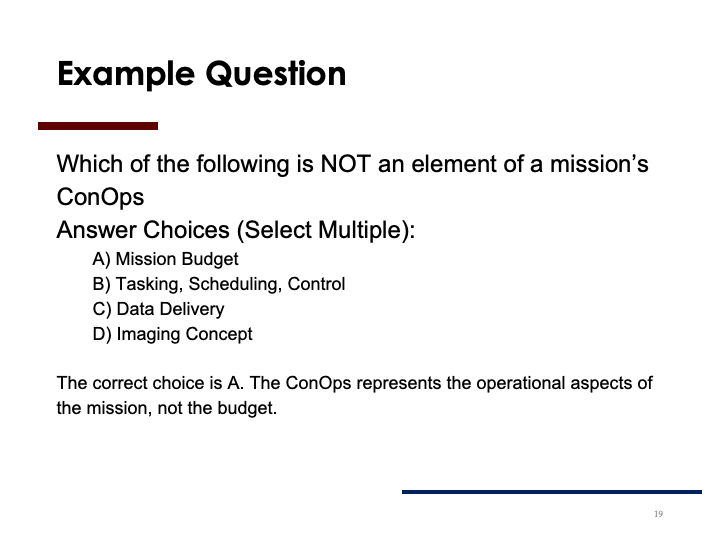 Example Question
Which of the following is NOT an element of a mission’s
ConOps
Answer Choices (Select Multiple):
A) Mission Budget
B) Tasking, Scheduling, Control
C) Data Delivery
D) Imaging Concept
The correct choice is A. The ConOps represents the operational aspects of
the mission, not the budget.
19